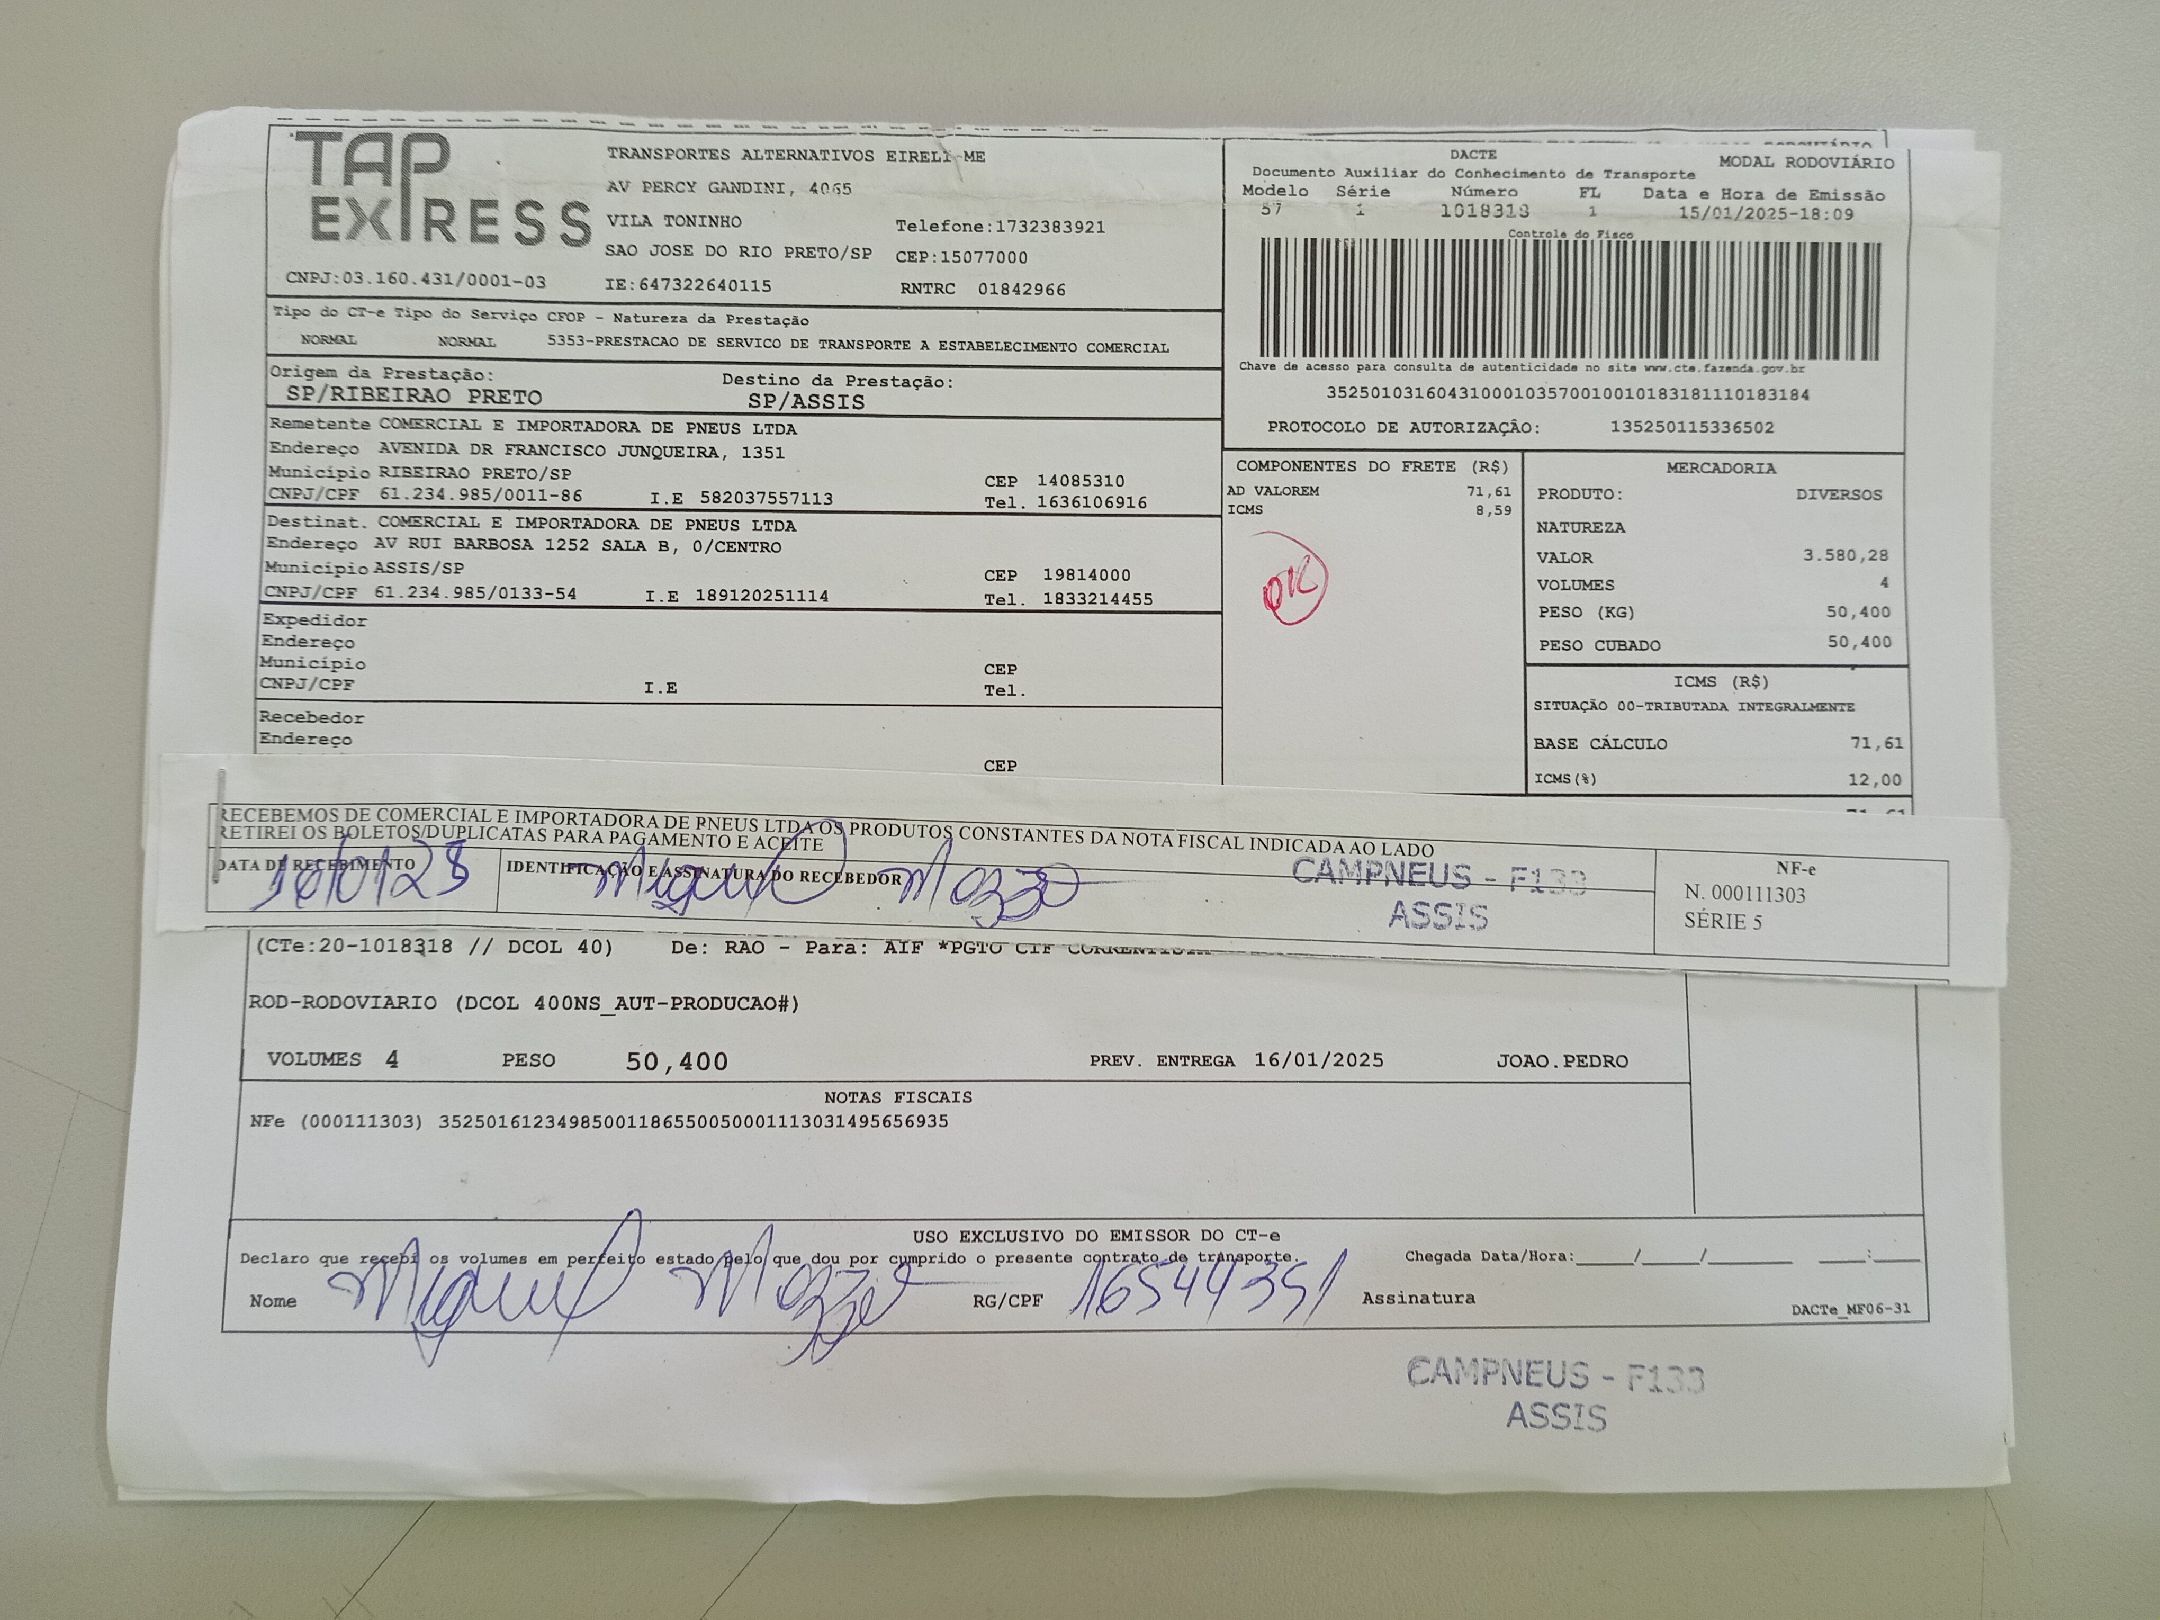 TAP EXPRESS
TRANSPORTES ALTERNATIVOS EIRELI-ME
AV PERCY GANDINI, 4065
VILA TONINHO Telefone:1732383921
SAO JOSE DO RIO PRETO/SP CEP:15077000
CNPJ:03.160.431/0001-03 IE:647322640115 RNTRC 01842966
DACTE MODAL RODOVIÁRIO
Documento Auxiliar do Conhecimento de Transporte
Modelo Série Número FL Data e Hora de Emissão
57 1 1018318 1 15/01/2025-18:09
Controle do Fisco
Chave de acesso para consulta de autenticidade no site www.cte.fazenda.gov.br
35250103160431000103570010010183181110183184
PROTOCOLO DE AUTORIZAÇÃO: 135250115336502
Tipo do CT-e Tipo do Serviço CFOP - Natureza da Prestação
NORMAL NORMAL 5353-PRESTACAO DE SERVICO DE TRANSPORTE A ESTABELECIMENTO COMERCIAL
Origem da Prestação: Destino da Prestação:
SP/RIBEIRAO PRETO SP/ASSIS
Remetente COMERCIAL E IMPORTADORA DE PNEUS LTDA
Endereço AVENIDA DR FRANCISCO JUNQUEIRA, 1351
Município RIBEIRAO PRETO/SP CEP 14085310
CNPJ/CPF 61.234.985/0011-86 I.E 582037557113 Tel. 1636106916
Destinat. COMERCIAL E IMPORTADORA DE PNEUS LTDA
Endereço AV RUI BARBOSA 1252 SALA B, 0/CENTRO
Município ASSIS/SP CEP 19814000
CNPJ/CPF 61.234.985/0133-54 I.E 189120251114 Tel. 1833214455
Expedidor
Endereço
Município CEP
CNPJ/CPF I.E Tel.
Recebedor
Endereço
CEP
COMPONENTES DO FRETE (R$)
AD VALOREM 71,61
ICMS 8,59
OK
MERCADORIA
PRODUTO: DIVERSOS
NATUREZA
VALOR 3.580,28
VOLUMES 4
PESO (KG) 50,400
PESO CUBADO 50,400
ICMS (R$)
SITUAÇÃO 00-TRIBUTADA INTEGRALMENTE
BASE CÁLCULO 71,61
ICMS(%) 12,00
RECEBEMOS DE COMERCIAL E IMPORTADORA DE PNEUS LTDA OS PRODUTOS CONSTANTES DA NOTA FISCAL INDICADA AO LADO
RETIREI OS BOLETOS/DUPLICATAS PARA PAGAMENTO E ACEITE
DATA DE RECEBIMENTO IDENTIFICAÇÃO E ASSINATURA DO RECEBEDOR
Miguel
CAMPNEUS - F133
ASSIS
NF-e
N. 000111303
SÉRIE 5
(CTe:20-1018318 // DCOL 40) De: RAO - Para: AIF *PGTO CIF
ROD-RODOVIARIO (DCOL 400NS_AUT-PRODUCAO#)
VOLUMES 4 PESO 50,400 PREV. ENTREGA 16/01/2025 JOAO.PEDRO
NOTAS FISCAIS
NFe (000111303) 35250161234985001186550050001113031495656935
USO EXCLUSIVO DO EMISSOR DO CT-e
Declaro que recebi os volumes em perfeito estado pelo que dou por cumprido o presente contrato de transporte. Chegada Data/Hora:____/____/______ ____:____
Nome Miguel RG/CPF 16544351 Assinatura
DACTe_MF06-31
CAMPNEUS - F133
ASSIS